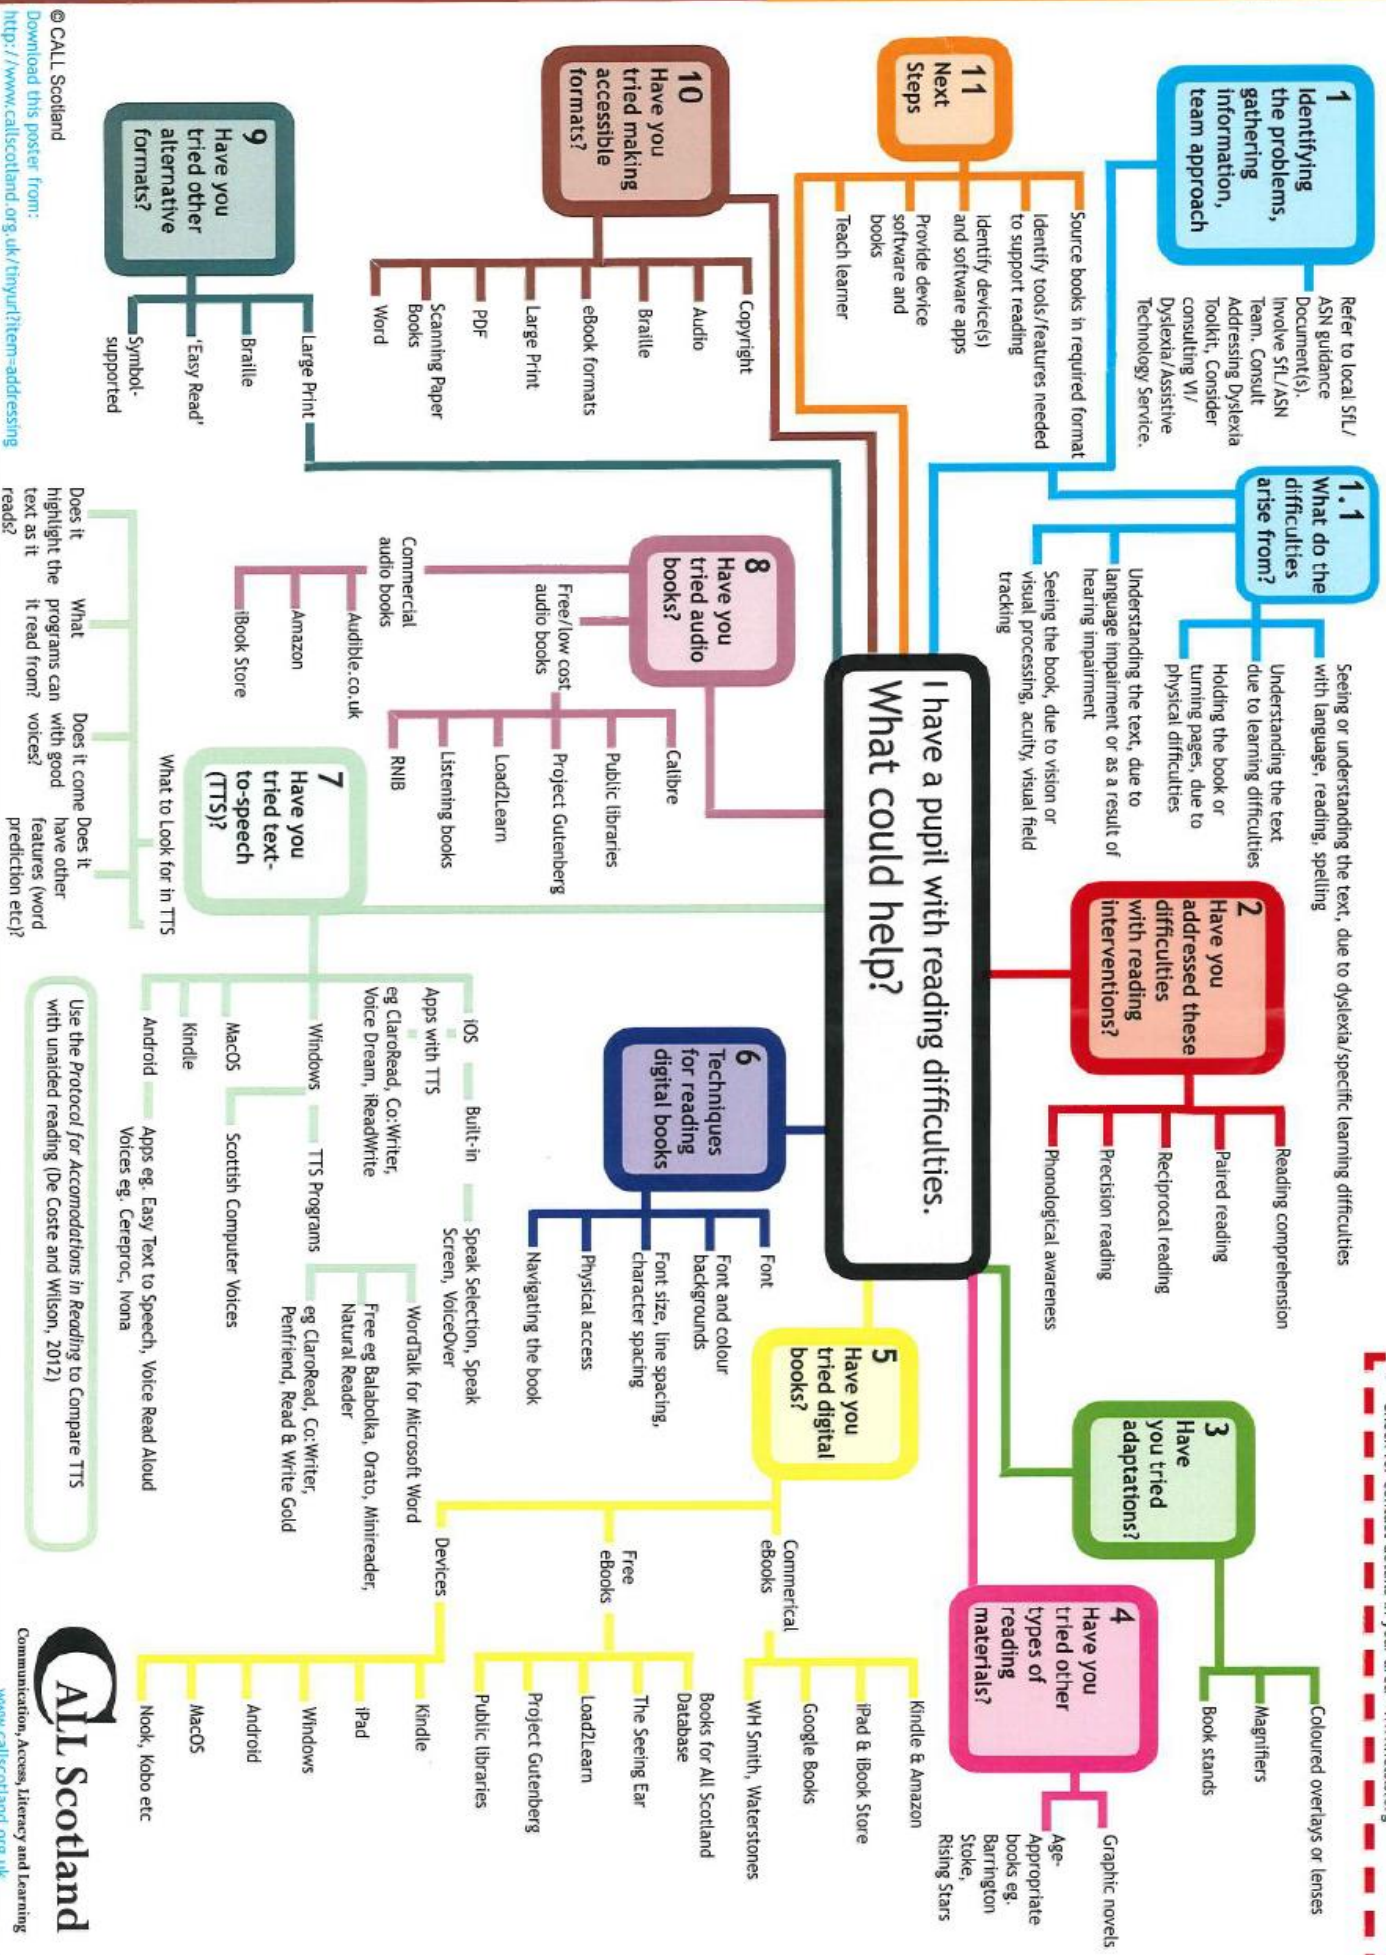 I have a pupil with reading difficulties.
What could help?
1
Identifying
the problems,
gathering
information,
team approach
Refer to local SfL/
ASN guidance
Document(s).
Involve SfL/ASN
Team. Consult
Addressing Dyslexia
Toolkit, Consider
consulting VI/
Dyslexia/Assistive
Technology Service.
1.1
What do the
difficulties
arise from?
Seeing or understanding the text, due to dyslexia/specific learning difficulties
with language, reading, spelling
Understanding the text
due to learning difficulties
Holding the book or
turning pages, due to
physical difficulties
Understanding the text, due to
language impairment or as a result of
hearing impairment
Seeing the book, due to vision or
visual processing, acuity, visual field
tracking
2
Have you
addressed these
difficulties
with reading
interventions?
Reading comprehension
Paired reading
Reciprocal reading
Precision reading
Phonological awareness
3
Have
you tried
adaptations?
Coloured overlays or lenses
Magnifiers
Book stands
4
Have you
tried other
types of
reading
materials?
Graphic novels
Age-
Appropriate
books eg.
Barrington
Stoke,
Rising Stars
5
Have you
tried digital
books?
Commerical
eBooks
Kindle & Amazon
iPad & iBook Store
Google Books
WH Smith, Waterstones
Free
eBooks
Books for All Scotland
Database
The Seeing Ear
Load2Learn
Project Gutenberg
Public libraries
Devices
Kindle
iPad
Windows
Android
MacOS
Nook, Kobo etc
6
Techniques
for reading
digital books
Font
Font and colour
backgrounds
Font size, line spacing,
character spacing
Physical access
Navigating the book
7
Have you
tried text-
to-speech
(TTS)?
iOS
Built-in
Speak Selection, Speak
Screen, VoiceOver
Apps with TTS
eg ClaroRead, Co:Writer,
Voice Dream, iReadWrite
Windows
TTS Programs
WordTalk for Microsoft Word
Free eg Balabolka, Orato, Minireader,
Natural Reader
eg ClaroRead, Co:Writer,
Penfriend, Read & Write Gold
MacOS
Scottish Computer Voices
Kindle
Android
Apps eg. Easy Text to Speech, Voice Read Aloud
Voices eg. Cereproc, Ivona
What to Look for in TTS
Does it
highlight the
text as it
reads?
What
programs can
it read from?
Does it come
with good
voices?
Does it
have other
features (word
prediction etc)?
Use the Protocol for Accomodations in Reading to Compare TTS
with unaided reading (De Coste and Wilson, 2012)
8
Have you
tried audio
books?
Free/low cost
audio books
Calibre
Public libraries
Project Gutenberg
Load2Learn
Listening books
RNIB
Commercial
audio books
Audible.co.uk
Amazon
iBook Store
9
Have you
tried other
alternative
formats?
Large Print
Braille
'Easy Read'
Symbol-
supported
10
Have you
tried making
accessible
formats?
Copyright
Audio
Braille
eBook formats
Large Print
PDF
Scanning Paper
Books
Word
11
Next
Steps
Source books in required format
Identify tools/features needed
to support reading
Identify device(s)
and software apps
Provide device
software and
books
Teach learner
© CALL Scotland
Download this poster from:
http://www.callscotland.org.uk/tinyurl?item=addressing
CALL Scotland
Communication, Access, Literacy and Learning
www.callscotland.org.uk